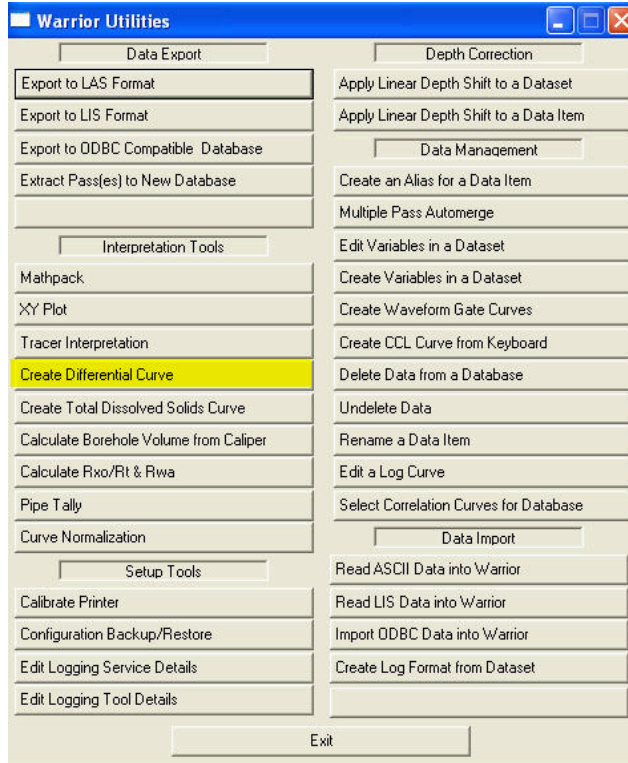 Warrior Utilities
Data Export
Export to LAS Format
Export to LIS Format
Export to ODBC Compatible Database
Extract Pass(es) to New Database
Interpretation Tools
Mathpack
XY Plot
Tracer Interpretation
Create Differential Curve
Create Total Dissolved Solids Curve
Calculate Borehole Volume from Caliper
Calculate Rxo/Rt & Rwa
Pipe Tally
Curve Normalization
Setup Tools
Calibrate Printer
Configuration Backup/Restore
Edit Logging Service Details
Edit Logging Tool Details
Depth Correction
Apply Linear Depth Shift to a Dataset
Apply Linear Depth Shift to a Data Item
Data Management
Create an Alias for a Data Item
Multiple Pass Automerge
Edit Variables in a Dataset
Create Variables in a Dataset
Create Waveform Gate Curves
Create CCL Curve from Keyboard
Delete Data from a Database
Undelete Data
Rename a Data Item
Edit a Log Curve
Select Correlation Curves for Database
Data Import
Read ASCII Data into Warrior
Read LIS Data into Warrior
Import ODBC Data into Warrior
Create Log Format from Dataset
Exit